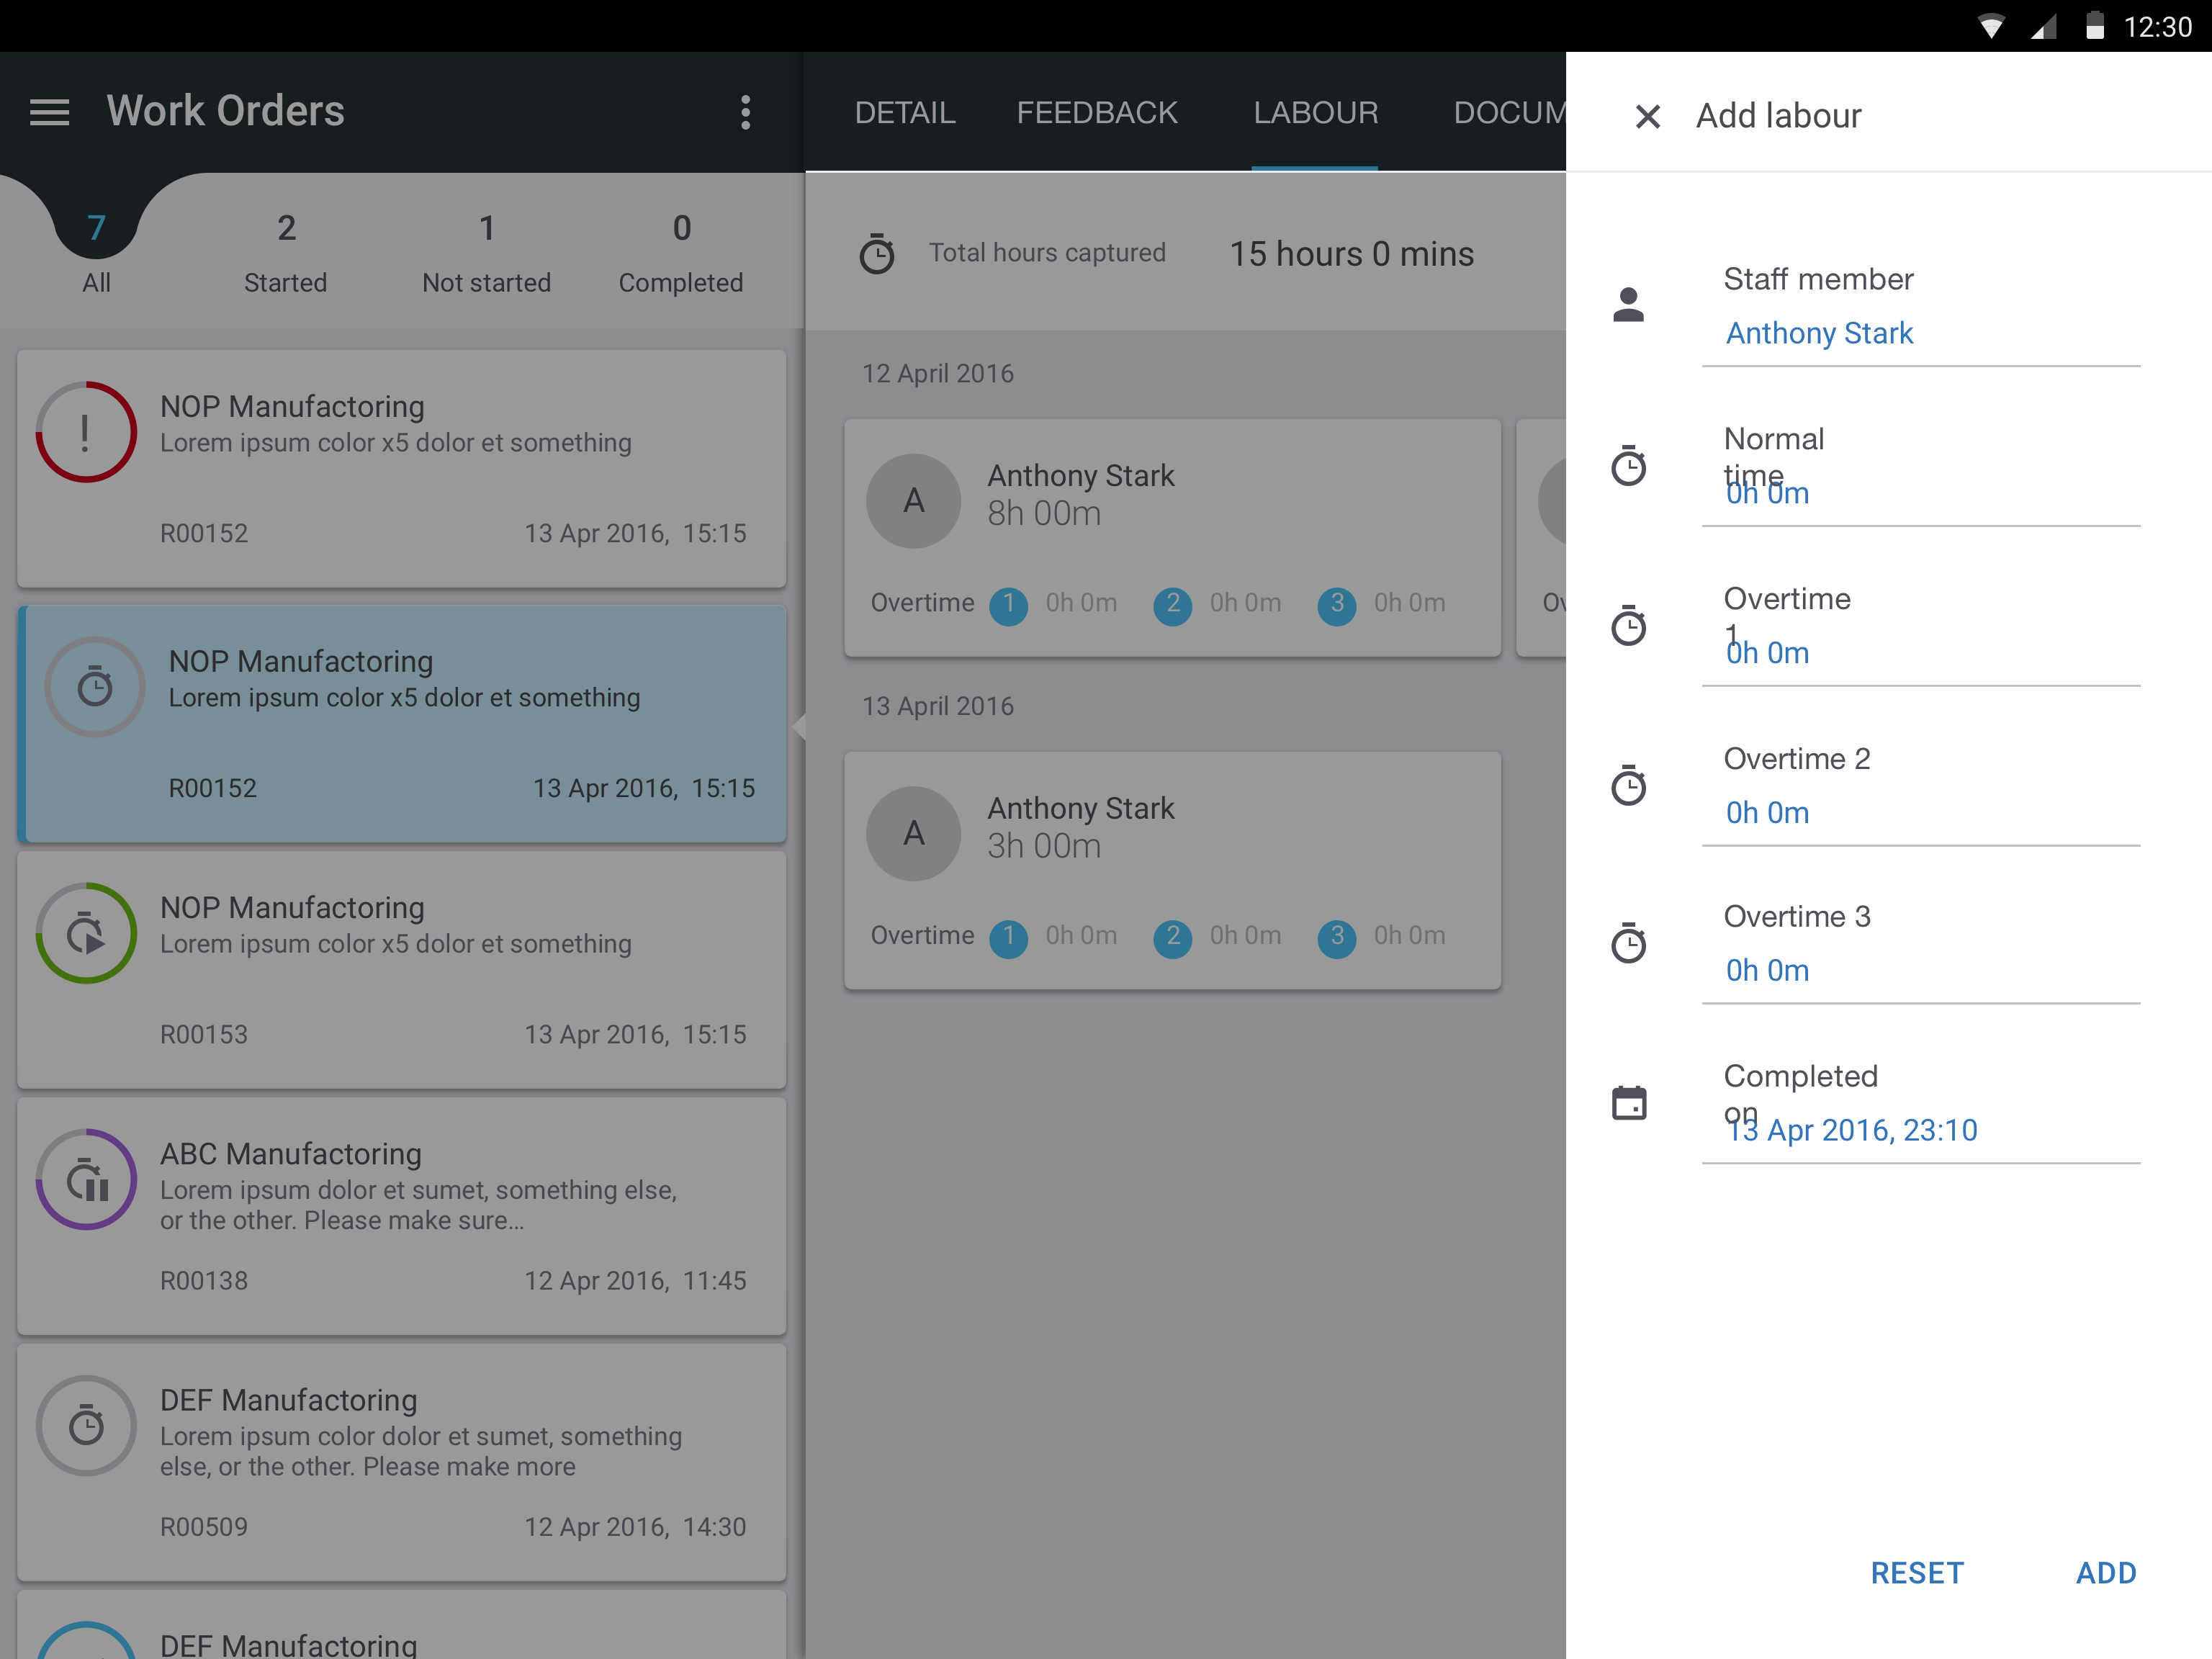 12:30
Work Orders
DETAIL FEEDBACK LABOUR DOCUM
Add labour
7 2 1 0
All Started Not started Completed
Total hours captured 15 hours 0 mins
NOP Manufactoring
Lorem ipsum color x5 dolor et something
R00152 13 Apr 2016, 15:15
NOP Manufactoring
Lorem ipsum color x5 dolor et something
R00152 13 Apr 2016, 15:15
NOP Manufactoring
Lorem ipsum color x5 dolor et something
R00153 13 Apr 2016, 15:15
ABC Manufactoring
Lorem ipsum dolor et sumet, something else,
or the other. Please make sure...
R00138 12 Apr 2016, 11:45
DEF Manufactoring
Lorem ipsum color dolor et sumet, something
else, or the other. Please make more
R00509 12 Apr 2016, 14:30
DEF Manufactoring
12 April 2016
A
Anthony Stark
8h 00m
Overtime 1 0h 0m 2 0h 0m 3 0h 0m
Ov
13 April 2016
A
Anthony Stark
3h 00m
Overtime 1 0h 0m 2 0h 0m 3 0h 0m
Staff member
Anthony Stark
Normal
time
0h 0m
Overtime
1
0h 0m
Overtime 2
0h 0m
Overtime 3
0h 0m
Completed
on
13 Apr 2016, 23:10
RESET ADD